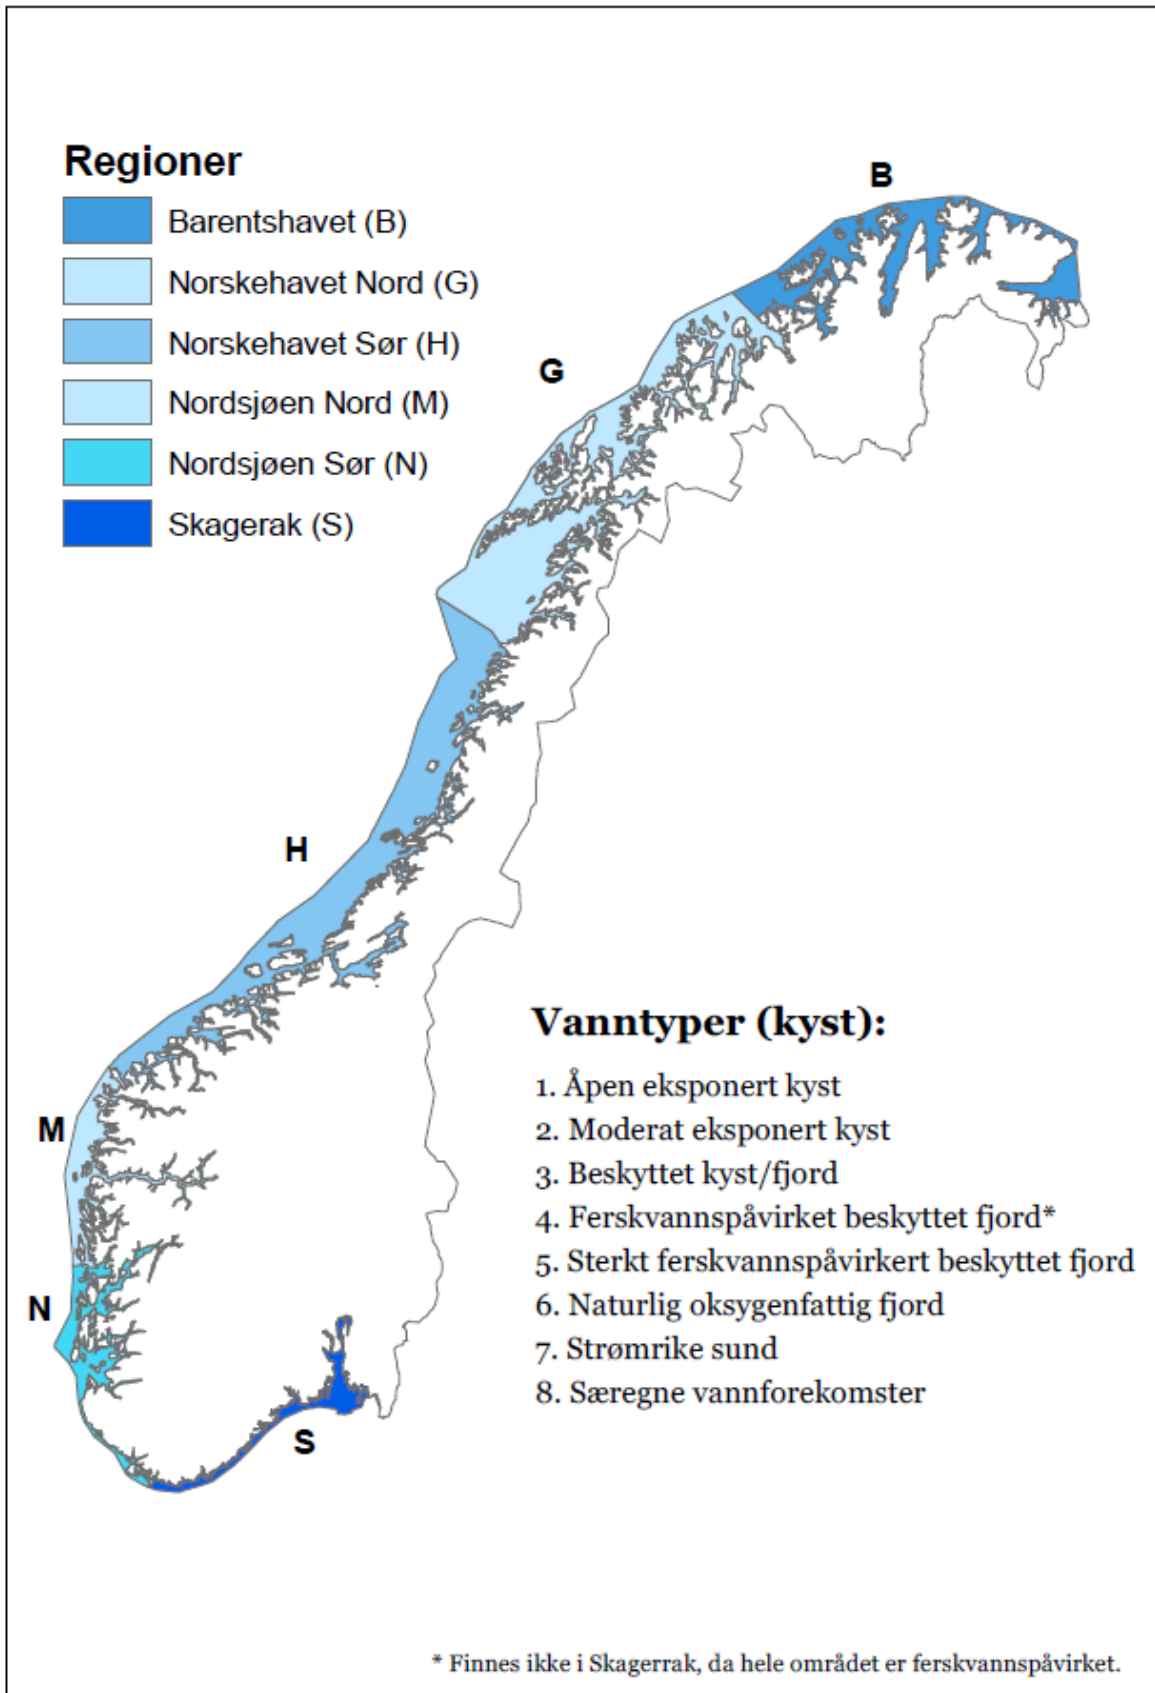 Regioner
Barentshavet (B)
Norskehavet Nord (G)
Norskehavet Sør (H)
Nordsjøen Nord (M)
Nordsjøen Sør (N)
Skagerak (S)
B
G
H
M
N
S
Vanntyper (kyst):
1. Åpen eksponert kyst
2. Moderat eksponert kyst
3. Beskyttet kyst/fjord
4. Ferskvannspåvirket beskyttet fjord*
5. Sterkt ferskvannspåvirkert beskyttet fjord
6. Naturlig oksygenfattig fjord
7. Strømrike sund
8. Særegne vannforekomster
* Finnes ikke i Skagerrak, da hele området er ferskvannspåvirket.